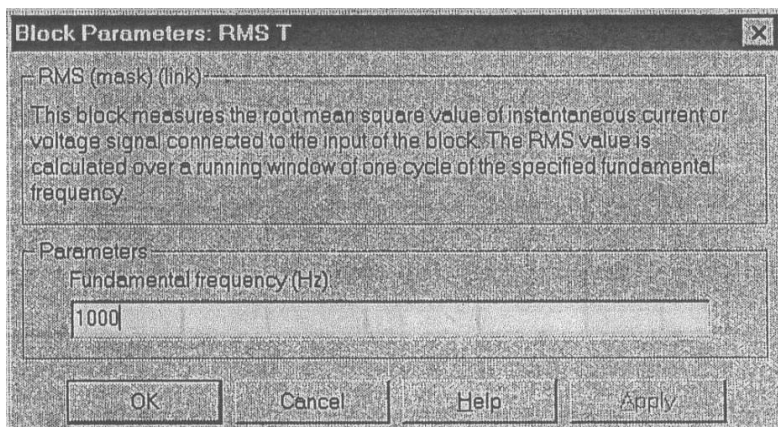 Block Parameters: RMS T
RMS (mask) (link)
This block measures the root mean square value of instantaneous current or
voltage signal connected to the input of the block. The RMS value is
calculated over a running window of one cycle of the specified fundamental
frequency.
Parameters
Fundamental frequency (Hz):
1000
OK Cancel Help Apply